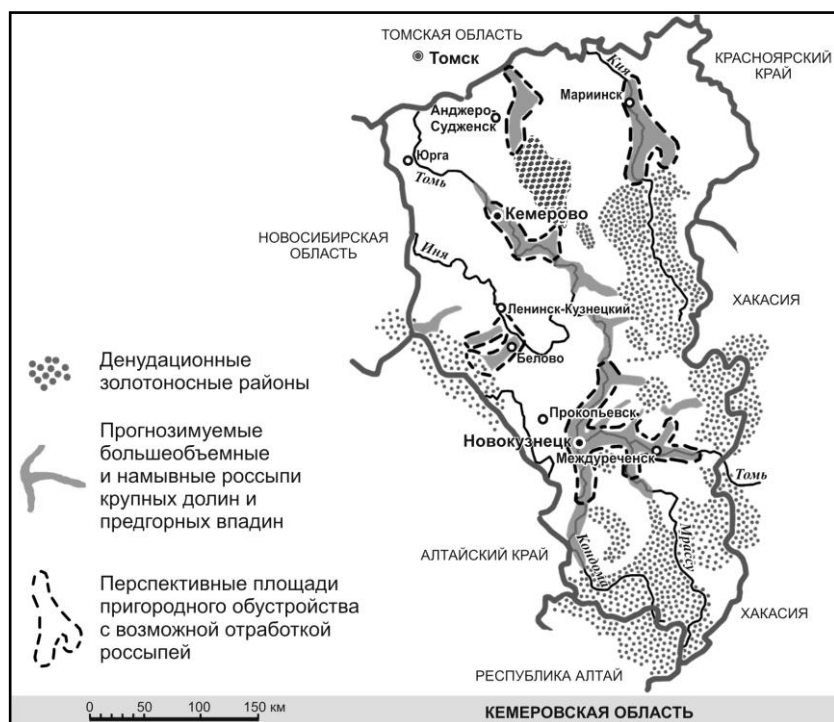 ТОМСКАЯ ОБЛАСТЬ
Томск
КРАСНОЯРСКИЙ
КРАЙ
Кия
Мариинск
Анджеро-
Судженск
Юрга
Томь
Кемерово
НОВОСИБИРСКАЯ
ОБЛАСТЬ
Иня
ХАКАСИЯ
Ленинск-Кузнецкий
Белово
Прокопьевск
Новокузнецк
Междуреченск
Томь
АЛТАЙСКИЙ КРАЙ
Кондома
Мрассу
ХАКАСИЯ
РЕСПУБЛИКА АЛТАЙ
Денудационные
золотоносные районы
Прогнозимуемые
большеобъемные
и намывные россыпи
крупных долин и
предгорных впадин
Перспективные площади
пригородного обустройства
с возможной отработкой
россыпей
0 50 100 150 км
КЕМЕРОВСКАЯ ОБЛАСТЬ